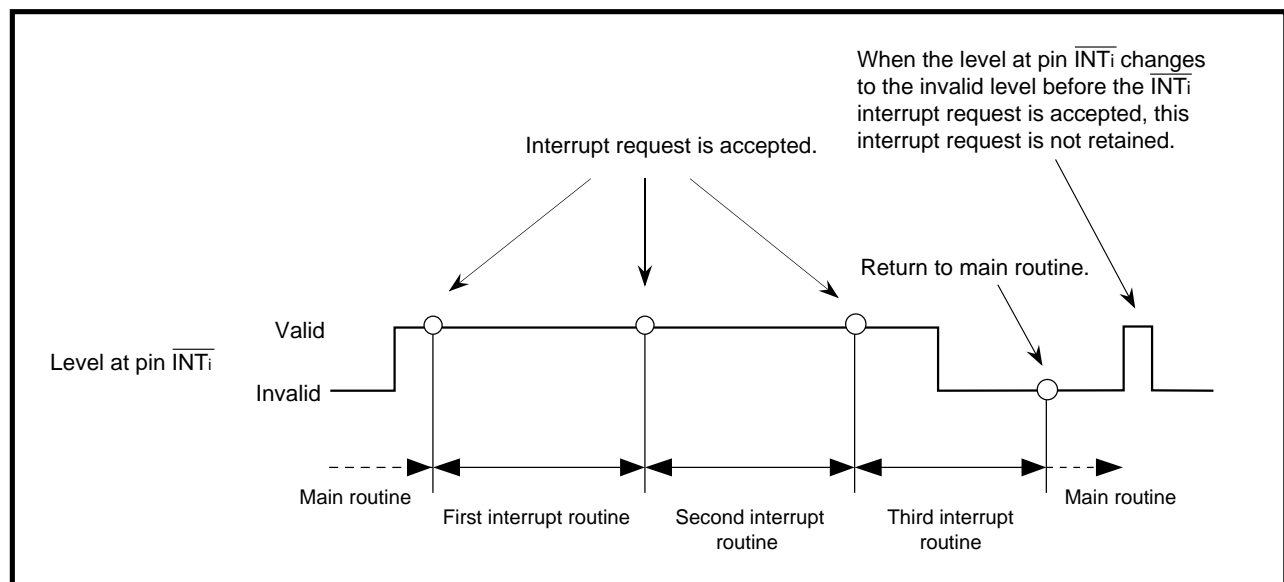 When the level at pin INTi changes
to the invalid level before the INTi
interrupt request is accepted, this
interrupt request is not retained.
Interrupt request is accepted.
Return to main routine.
Valid
Level at pin INTi
Invalid
Main routine
First interrupt routine
Second interrupt
routine
Third interrupt
routine
Main routine